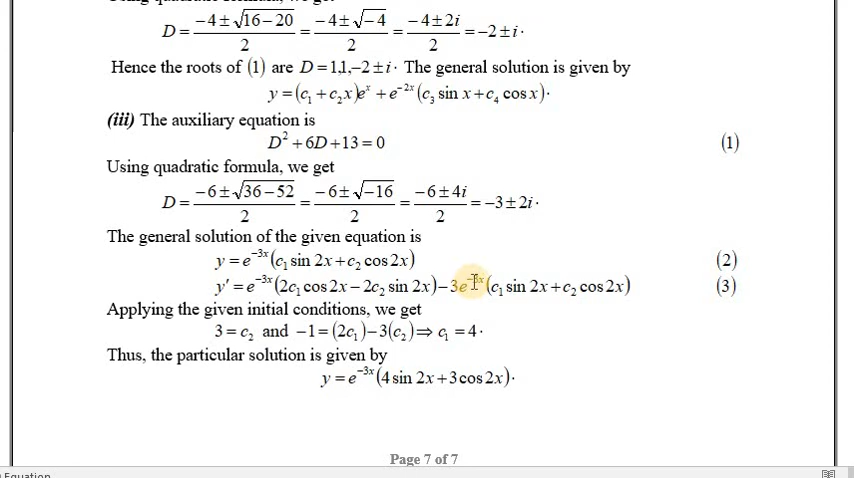 Using quadratic formula, we get
D = (-4 ± √(16-20))/2 = (-4 ± √-4)/2 = (-4 ± 2i)/2 = -2 ± i·
Hence the roots of (1) are D = 1,1,-2 ± i· The general solution is given by
y = (c₁ + c₂x)eˣ + e⁻²ˣ(c₃ sin x + c₄ cos x)·
(iii) The auxiliary equation is
D² + 6D + 13 = 0 (1)
Using quadratic formula, we get
D = (-6 ± √(36-52))/2 = (-6 ± √-16)/2 = (-6 ± 4i)/2 = -3 ± 2i·
The general solution of the given equation is
y = e⁻³ˣ(c₁ sin 2x + c₂ cos 2x) (2)
y′ = e⁻³ˣ(2c₁ cos 2x - 2c₂ sin 2x) - 3e⁻³ˣ(c₁ sin 2x + c₂ cos 2x) (3)
Applying the given initial conditions, we get
3 = c₂ and -1 = (2c₁) - 3(c₂) ⇒ c₁ = 4·
Thus, the particular solution is given by
y = e⁻³ˣ(4 sin 2x + 3 cos 2x)·
Page 7 of 7
Equation